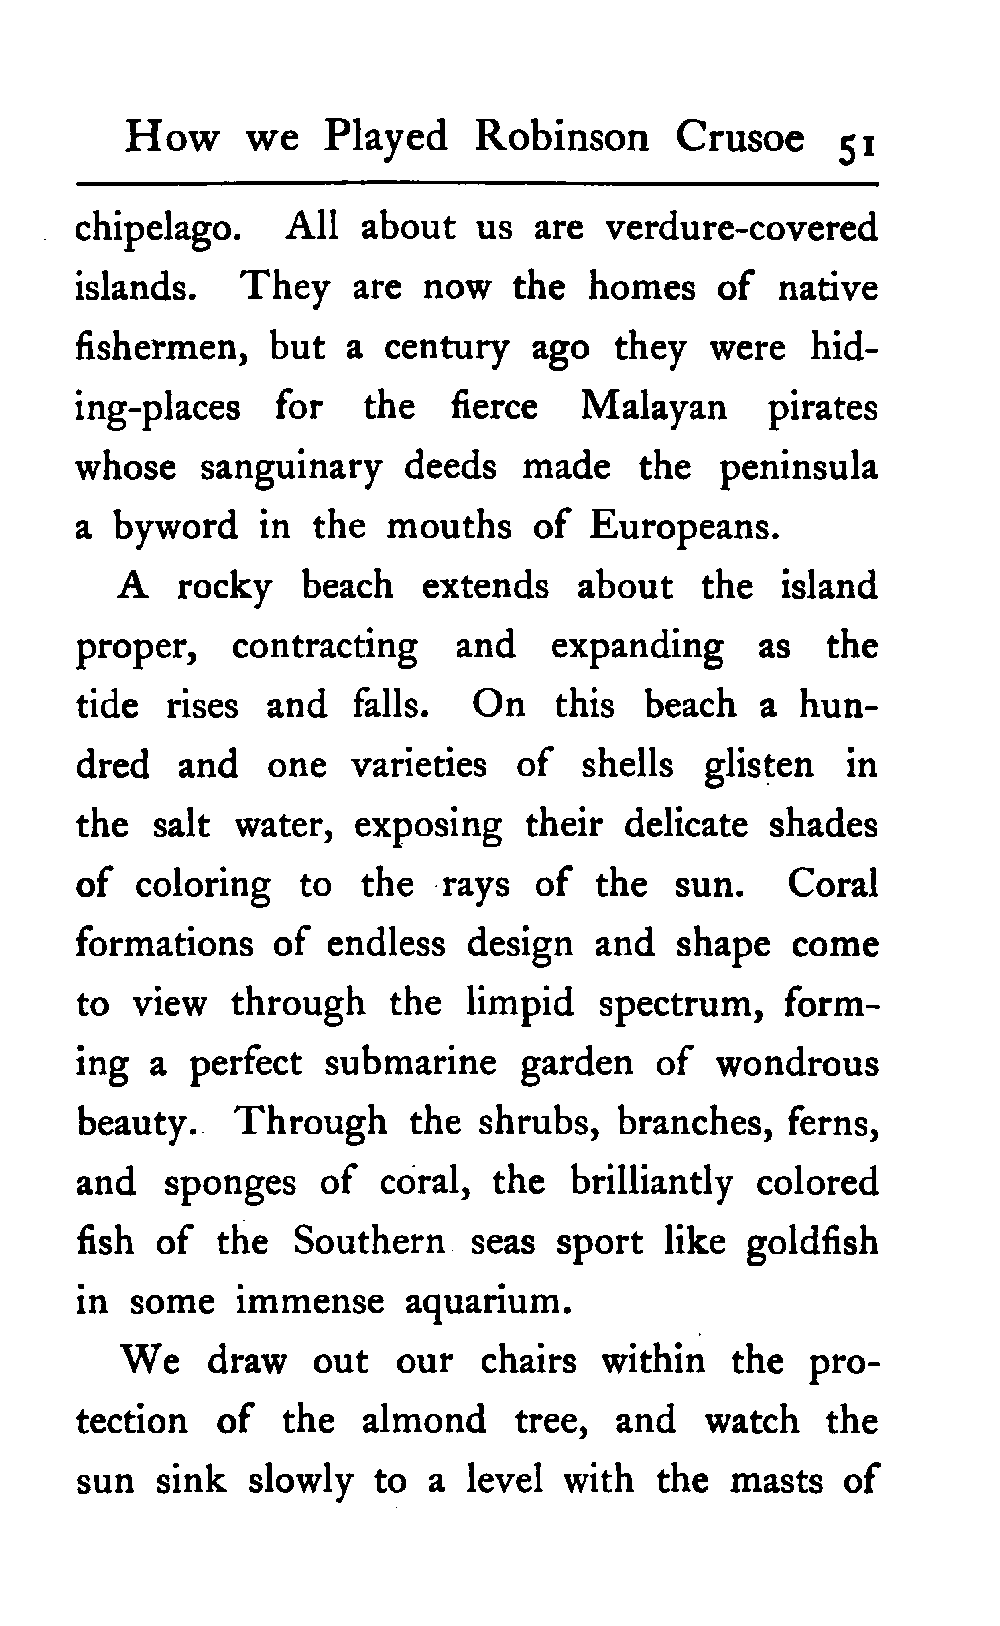 How we Played Robinson Crusoe 51
chipelago. All about us are verdure-covered
islands. They are now the homes of native
fishermen, but a century ago they were hid-
ing-places for the fierce Malayan pirates
whose sanguinary deeds made the peninsula
a byword in the mouths of Europeans.
A rocky beach extends about the island
proper, contracting and expanding as the
tide rises and falls. On this beach a hun-
dred and one varieties of shells glisten in
the salt water, exposing their delicate shades
of coloring to the rays of the sun. Coral
formations of endless design and shape come
to view through the limpid spectrum, form-
ing a perfect submarine garden of wondrous
beauty. Through the shrubs, branches, ferns,
and sponges of coral, the brilliantly colored
fish of the Southern seas sport like goldfish
in some immense aquarium.
We draw out our chairs within the pro-
tection of the almond tree, and watch the
sun sink slowly to a level with the masts of